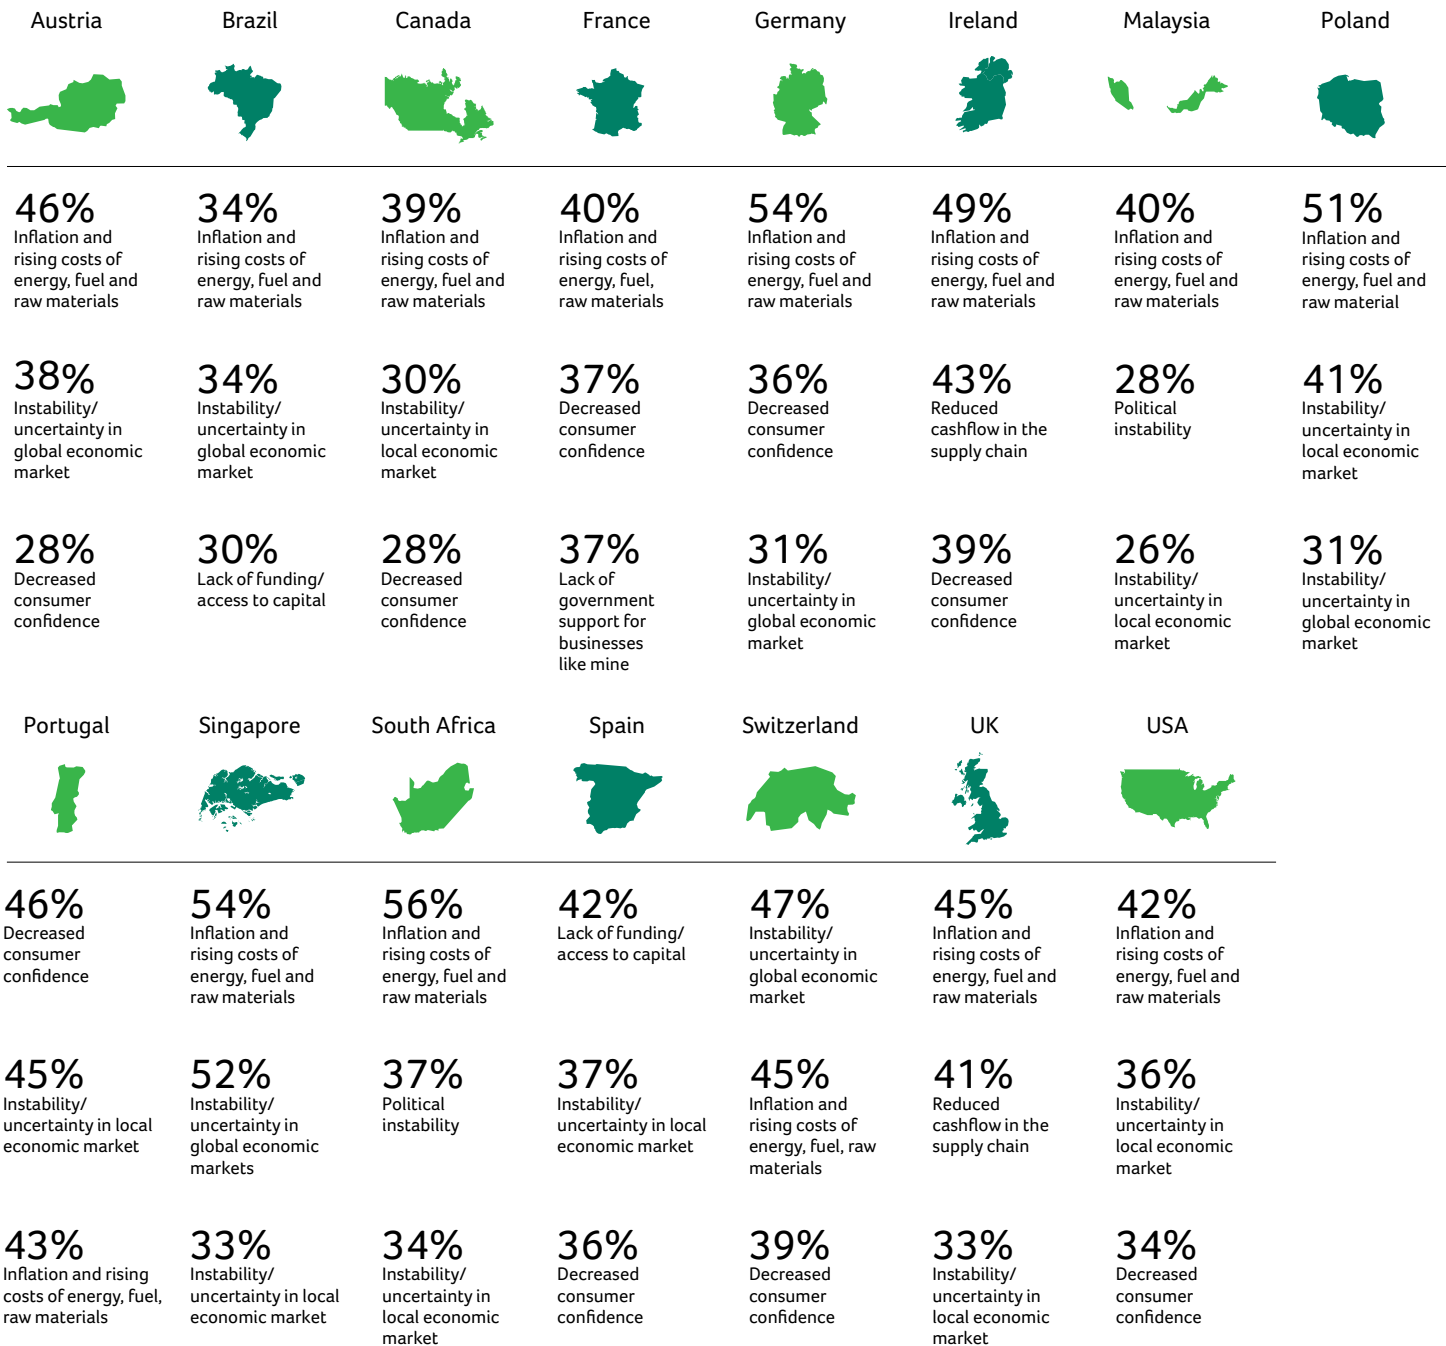 Austria
Brazil
Canada
France
Germany
Ireland
Malaysia
Poland
46%
Inflation and
rising costs of
energy, fuel and
raw materials
34%
Inflation and
rising costs of
energy, fuel and
raw materials
39%
Inflation and
rising costs of
energy, fuel and
raw materials
40%
Inflation and
rising costs of
energy, fuel,
raw materials
54%
Inflation and
rising costs of
energy, fuel and
raw materials
49%
Inflation and
rising costs of
energy, fuel and
raw materials
40%
Inflation and
rising costs of
energy, fuel and
raw materials
51%
Inflation and
rising costs of
energy, fuel and
raw material
38%
Instability/
uncertainty in
global economic
market
34%
Instability/
uncertainty in
global economic
market
30%
Instability/
uncertainty in
local economic
market
37%
Decreased
consumer
confidence
36%
Decreased
consumer
confidence
43%
Reduced
cashflow in the
supply chain
28%
Political
instability
41%
Instability/
uncertainty in
local economic
market
28%
Decreased
consumer
confidence
30%
Lack of funding/
access to capital
28%
Decreased
consumer
confidence
37%
Lack of
government
support for
businesses
like mine
31%
Instability/
uncertainty in
global economic
market
39%
Decreased
consumer
confidence
26%
Instability/
uncertainty in
local economic
market
31%
Instability/
uncertainty in
global economic
market
Portugal
Singapore
South Africa
Spain
Switzerland
UK
USA
46%
Decreased
consumer
confidence
54%
Inflation and
rising costs of
energy, fuel and
raw materials
56%
Inflation and
rising costs of
energy, fuel and
raw materials
42%
Lack of funding/
access to capital
47%
Instability/
uncertainty in
global economic
market
45%
Inflation and
rising costs of
energy, fuel and
raw materials
42%
Inflation and
rising costs of
energy, fuel and
raw materials
45%
Instability/
uncertainty in local
economic market
52%
Instability/
uncertainty in
global economic
markets
37%
Political
instability
37%
Instability/
uncertainty in local
economic market
45%
Inflation and
rising costs of
energy, fuel, raw
materials
41%
Reduced
cashflow in the
supply chain
36%
Instability/
uncertainty in
local economic
market
43%
Inflation and rising
costs of energy, fuel,
raw materials
33%
Instability/
uncertainty in local
economic market
34%
Instability/
uncertainty in
local economic
market
36%
Decreased
consumer
confidence
39%
Decreased
consumer
confidence
33%
Instability/
uncertainty in
local economic
market
34%
Decreased
consumer
confidence